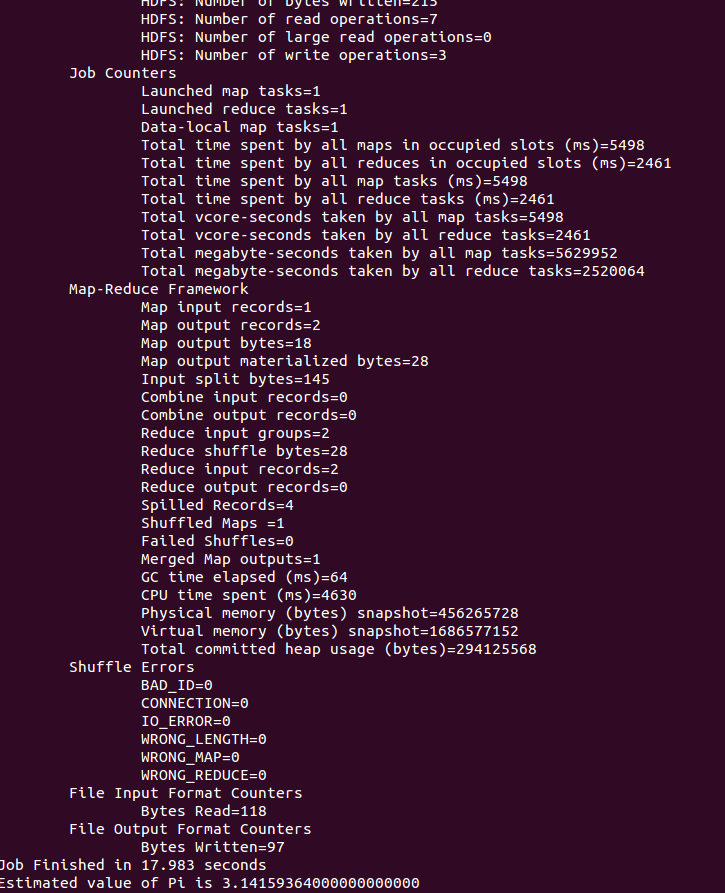 HDFS: Number of bytes written=215
HDFS: Number of read operations=7
HDFS: Number of large read operations=0
HDFS: Number of write operations=3
Job Counters
Launched map tasks=1
Launched reduce tasks=1
Data-local map tasks=1
Total time spent by all maps in occupied slots (ms)=5498
Total time spent by all reduces in occupied slots (ms)=2461
Total time spent by all map tasks (ms)=5498
Total time spent by all reduce tasks (ms)=2461
Total vcore-seconds taken by all map tasks=5498
Total vcore-seconds taken by all reduce tasks=2461
Total megabyte-seconds taken by all map tasks=5629952
Total megabyte-seconds taken by all reduce tasks=2520064
Map-Reduce Framework
Map input records=1
Map output records=2
Map output bytes=18
Map output materialized bytes=28
Input split bytes=145
Combine input records=0
Combine output records=0
Reduce input groups=2
Reduce shuffle bytes=28
Reduce input records=2
Reduce output records=0
Spilled Records=4
Shuffled Maps =1
Failed Shuffles=0
Merged Map outputs=1
GC time elapsed (ms)=64
CPU time spent (ms)=4630
Physical memory (bytes) snapshot=456265728
Virtual memory (bytes) snapshot=1686577152
Total committed heap usage (bytes)=294125568
Shuffle Errors
BAD_ID=0
CONNECTION=0
IO_ERROR=0
WRONG_LENGTH=0
WRONG_MAP=0
WRONG_REDUCE=0
File Input Format Counters
Bytes Read=118
File Output Format Counters
Bytes Written=97
Job Finished in 17.983 seconds
Estimated value of Pi is 3.14159364000000000000